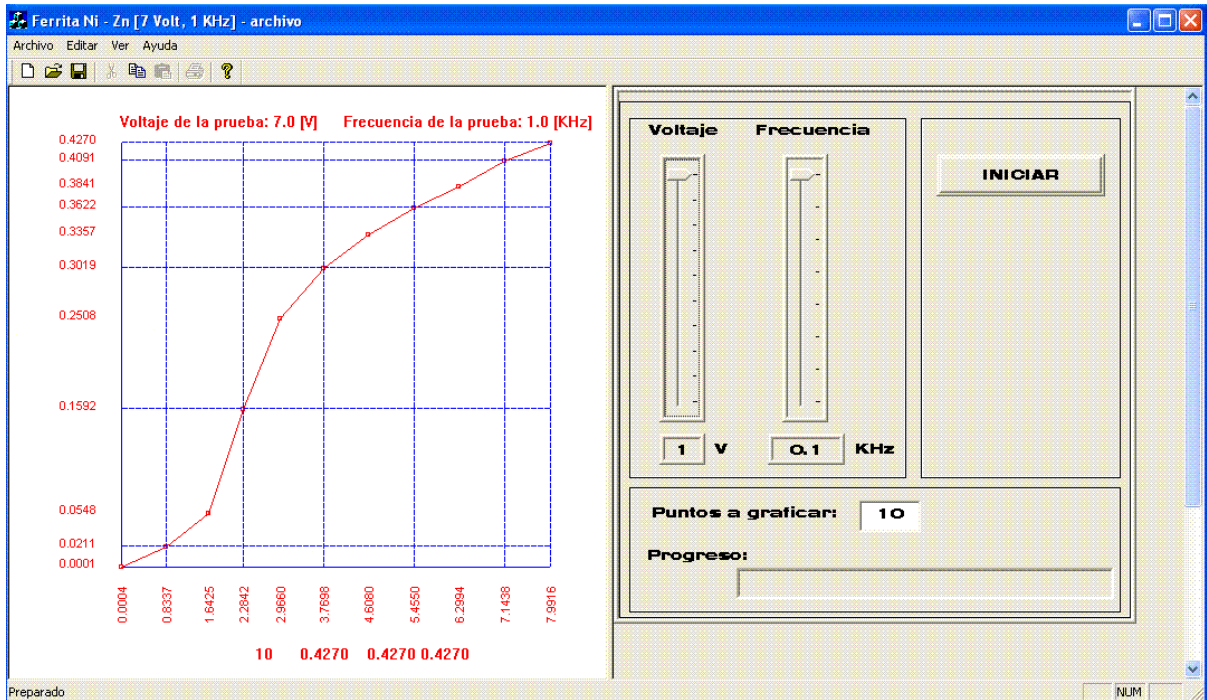 Ferrita Ni - Zn [7 Volt, 1 KHz] - archivo
Archivo Editar Ver Ayuda
Voltaje de la prueba: 7.0 [V] Frecuencia de la prueba: 1.0 [KHz]
0.4270
0.4091
0.3841
0.3622
0.3357
0.3019
0.2508
0.1592
0.0548
0.0211
0.0001
0.0004
0.8337
1.6425
2.2842
2.9660
3.7698
4.6080
5.4550
6.2994
7.1438
7.9916
10 0.4270 0.4270 0.4270
Voltaje Frecuencia
INICIAR
1 V 0.1 KHz
Puntos a graficar: 10
Progreso:
Preparado
NUM